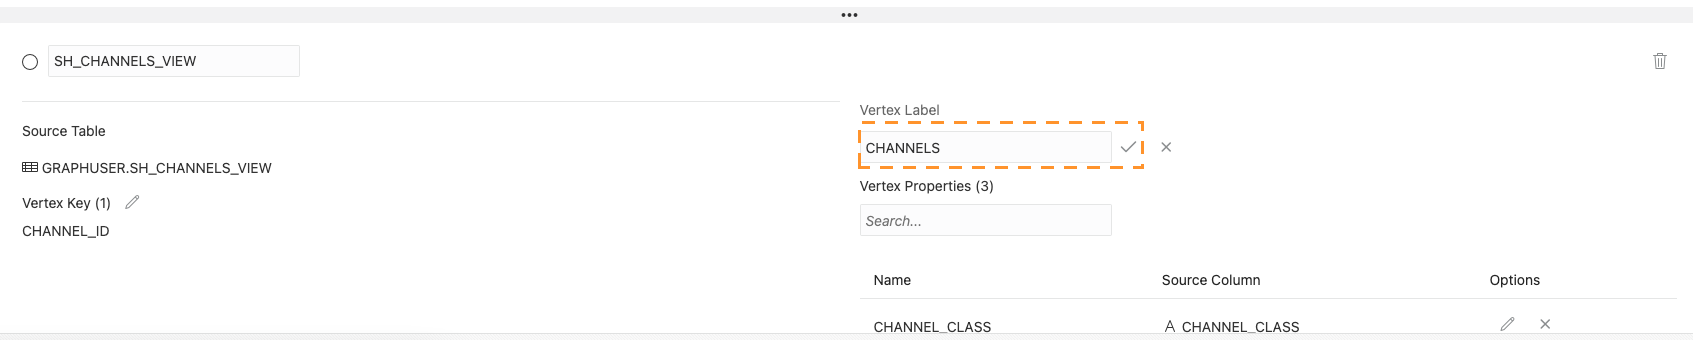 SH_CHANNELS_VIEW
Source Table
GRAPHUSER.SH_CHANNELS_VIEW
Vertex Key (1)
CHANNEL_ID
Vertex Label
CHANNELS
Vertex Properties (3)
Search...
Name Source Column Options
CHANNEL_CLASS A CHANNEL_CLASS